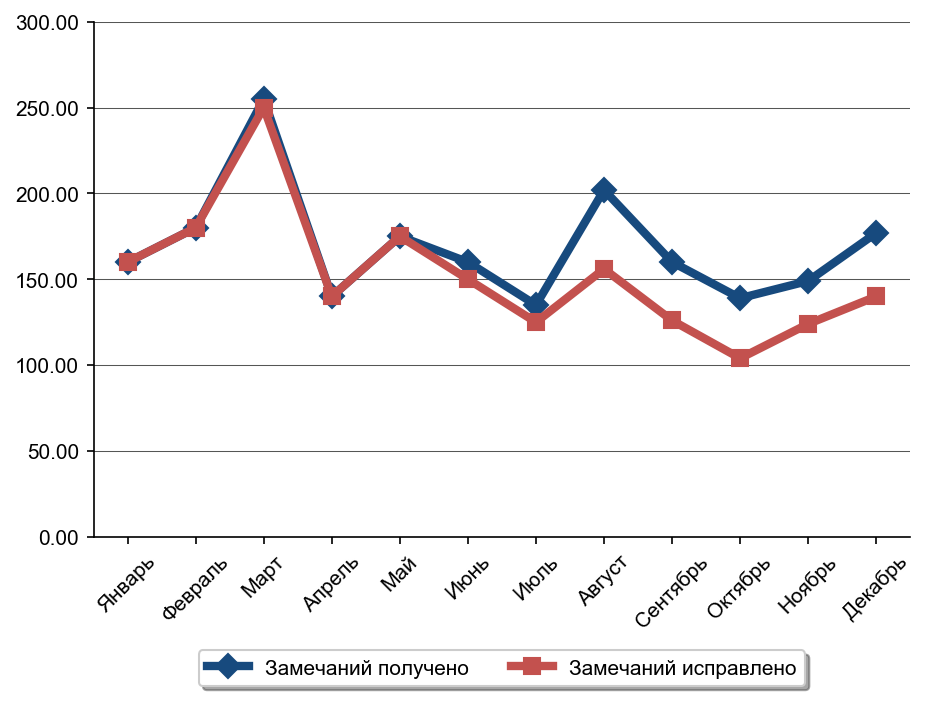 300.00
250.00
200.00
150.00
100.00
50.00
0.00
Январь
Февраль
Март
Апрель
Май
Июнь
Июль
Август
Сентябрь
Октябрь
Ноябрь
Декабрь
Замечаний получено
Замечаний исправлено